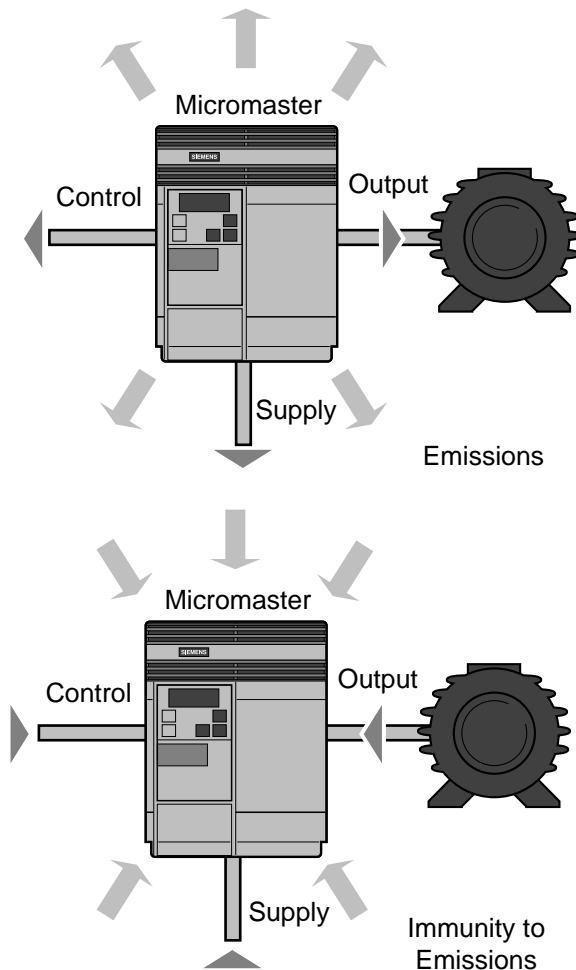 Micromaster
SIEMENS
Control
Output
Supply
Emissions
Micromaster
SIEMENS
Control
Output
Supply
Immunity to
Emissions